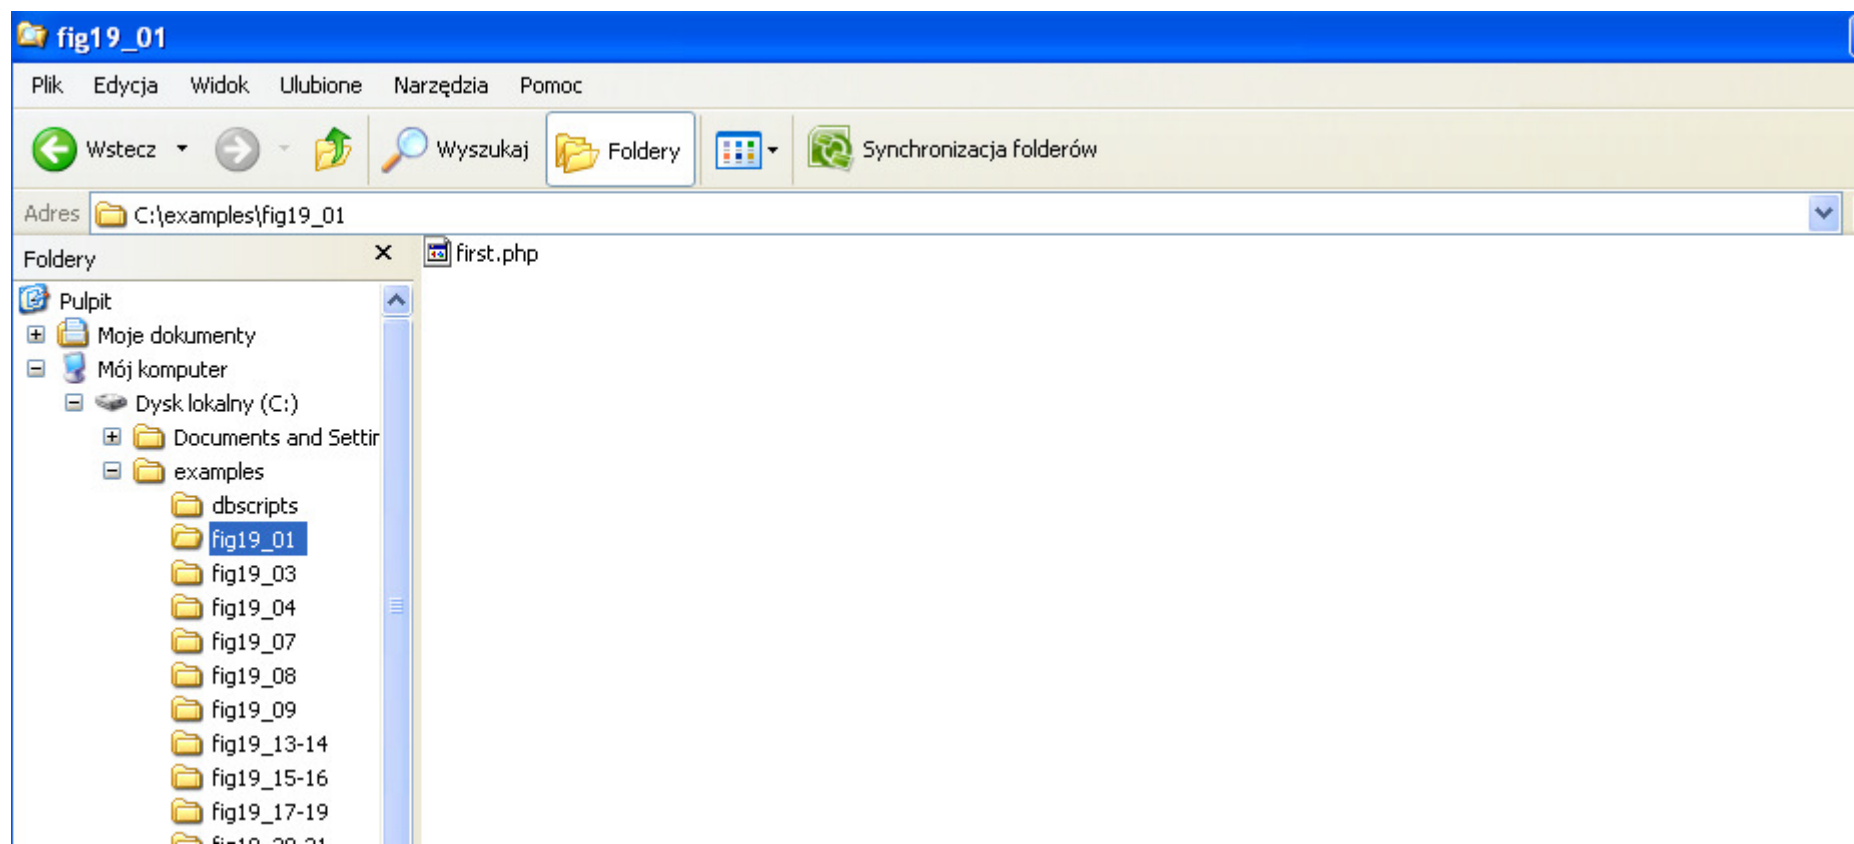 fig19_01
Plik Edycja Widok Ulubione Narzędzia Pomoc
Wstecz Wyszukaj Foldery Synchronizacja folderów
Adres C:\examples\fig19_01
Foldery
first.php
Pulpit
Moje dokumenty
Mój komputer
Dysk lokalny (C:)
Documents and Settin
examples
dbscripts
fig19_01
fig19_03
fig19_04
fig19_07
fig19_08
fig19_09
fig19_13-14
fig19_15-16
fig19_17-19